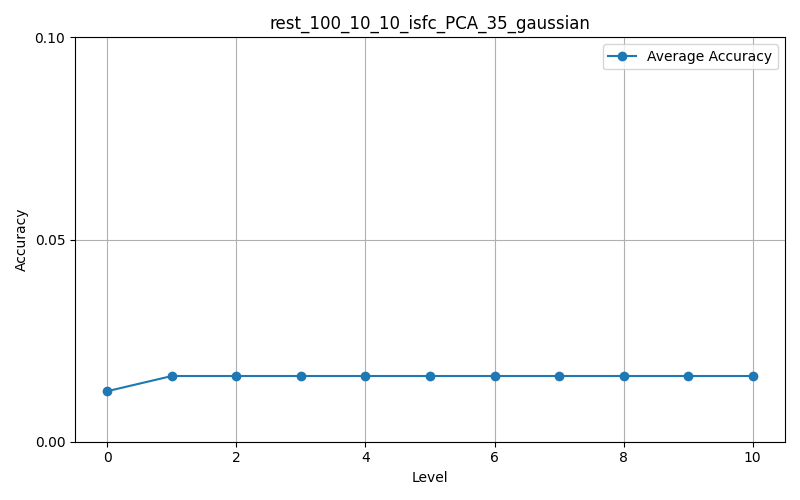 rest_100_10_10_isfc_PCA_35_gaussian
Average Accuracy
Accuracy
0.10
0.05
0.00
0 2 4 6 8 10
Level